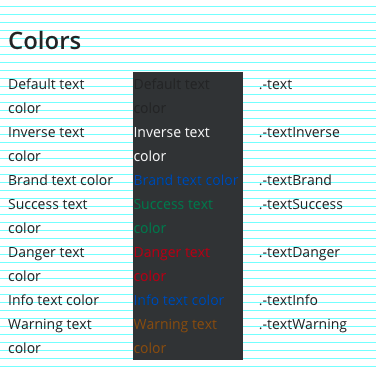 Colors
Default text Default text .-text
color color
Inverse text Inverse text .-textInverse
color color
Brand text color Brand text color .-textBrand
Success text Success text .-textSuccess
color color
Danger text Danger text .-textDanger
color color
Info text color Info text color .-textInfo
Warning text Warning text .-textWarning
color color